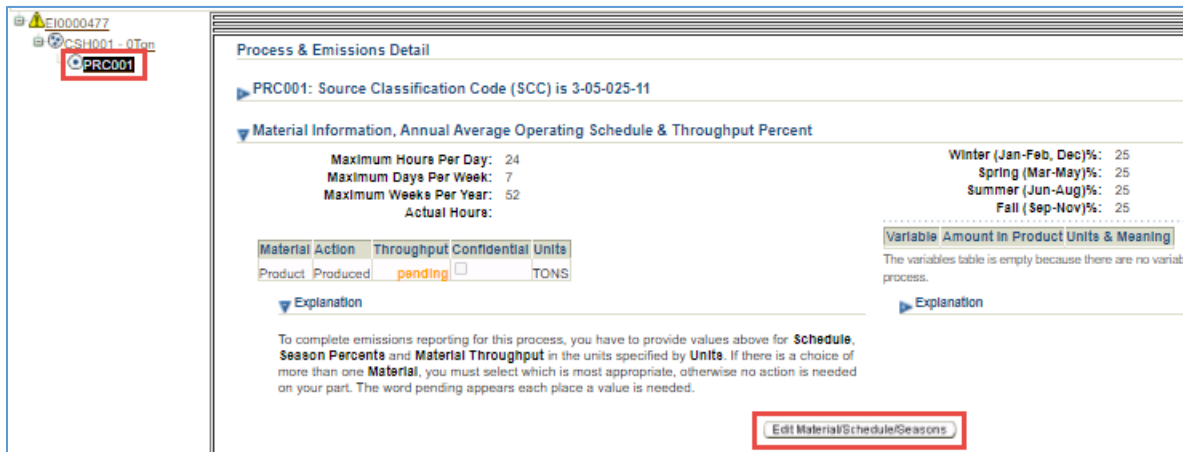 EI0000477
CSH001 - 0Ton
PRC001
Process & Emissions Detail
PRC001: Source Classification Code (SCC) is 3-05-025-11
Material Information, Annual Average Operating Schedule & Throughput Percent
Maximum Hours Per Day: 24
Maximum Days Per Week: 7
Maximum Weeks Per Year: 52
Actual Hours:
Winter (Jan-Feb, Dec)%: 25
Spring (Mar-May)%: 25
Summer (Jun-Aug)%: 25
Fall (Sep-Nov)%: 25
Material Action Throughput Confidential Units
Product Produced pending TONS
Variable Amount in Product Units & Meaning
The variables table is empty because there are no variab
process.
Explanation
To complete emissions reporting for this process, you have to provide values above for Schedule,
Season Percents and Material Throughput in the units specified by Units. If there is a choice of
more than one Material, you must select which is most appropriate, otherwise no action is needed
on your part. The word pending appears each place a value is needed.
Explanation
Edit Material/Schedule/Seasons